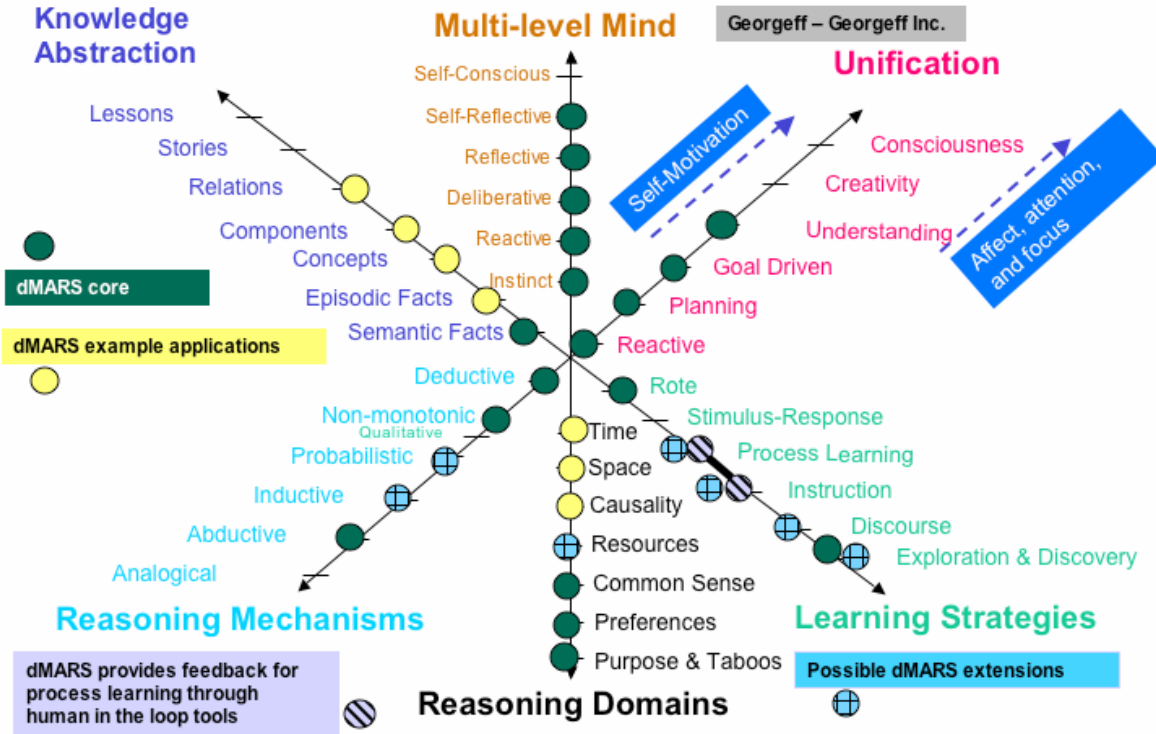 Knowledge
Abstraction
Multi-level Mind
Georgeff – Georgeff Inc.
Unification
Lessons
Stories
Relations
Components
Concepts
Episodic Facts
Semantic Facts
Self-Conscious
Self-Reflective
Reflective
Deliberative
Reactive
Instinct
Self-Motivation
Consciousness
Creativity
Understanding
Goal Driven
Planning
Reactive
Affect, attention,
and focus
dMARS core
dMARS example applications
Deductive
Non-monotonic
Qualitative
Probabilistic
Inductive
Abductive
Analogical
Reasoning Mechanisms
Time
Space
Causality
Resources
Common Sense
Preferences
Purpose & Taboos
Reasoning Domains
Rote
Stimulus-Response
Process Learning
Instruction
Discourse
Exploration & Discovery
Learning Strategies
dMARS provides feedback for
process learning through
human in the loop tools
Possible dMARS extensions